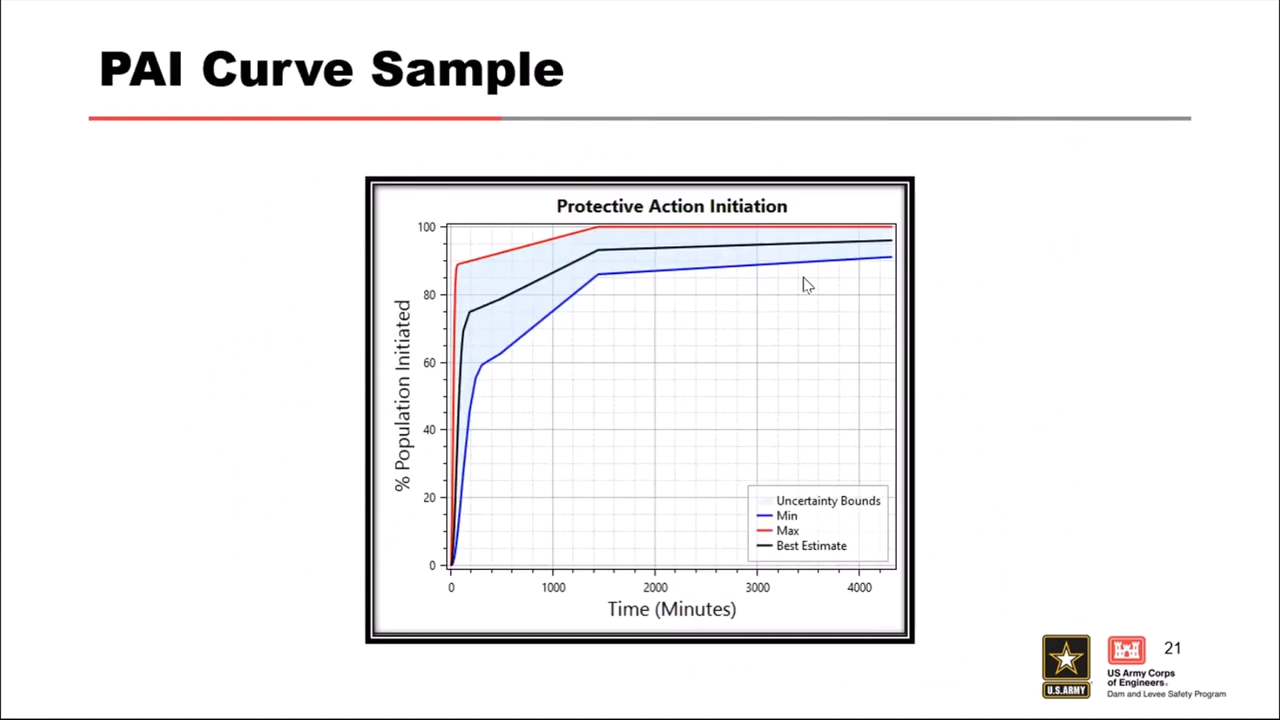 PAI Curve Sample
Protective Action Initiation
100
80
60
40
20
0
% Population Initiated
Uncertainty Bounds
Min
Max
Best Estimate
0 1000 2000 3000 4000
Time (Minutes)
U.S.ARMY
US Army Corps
of Engineers®
Dam and Levee Safety Program
21